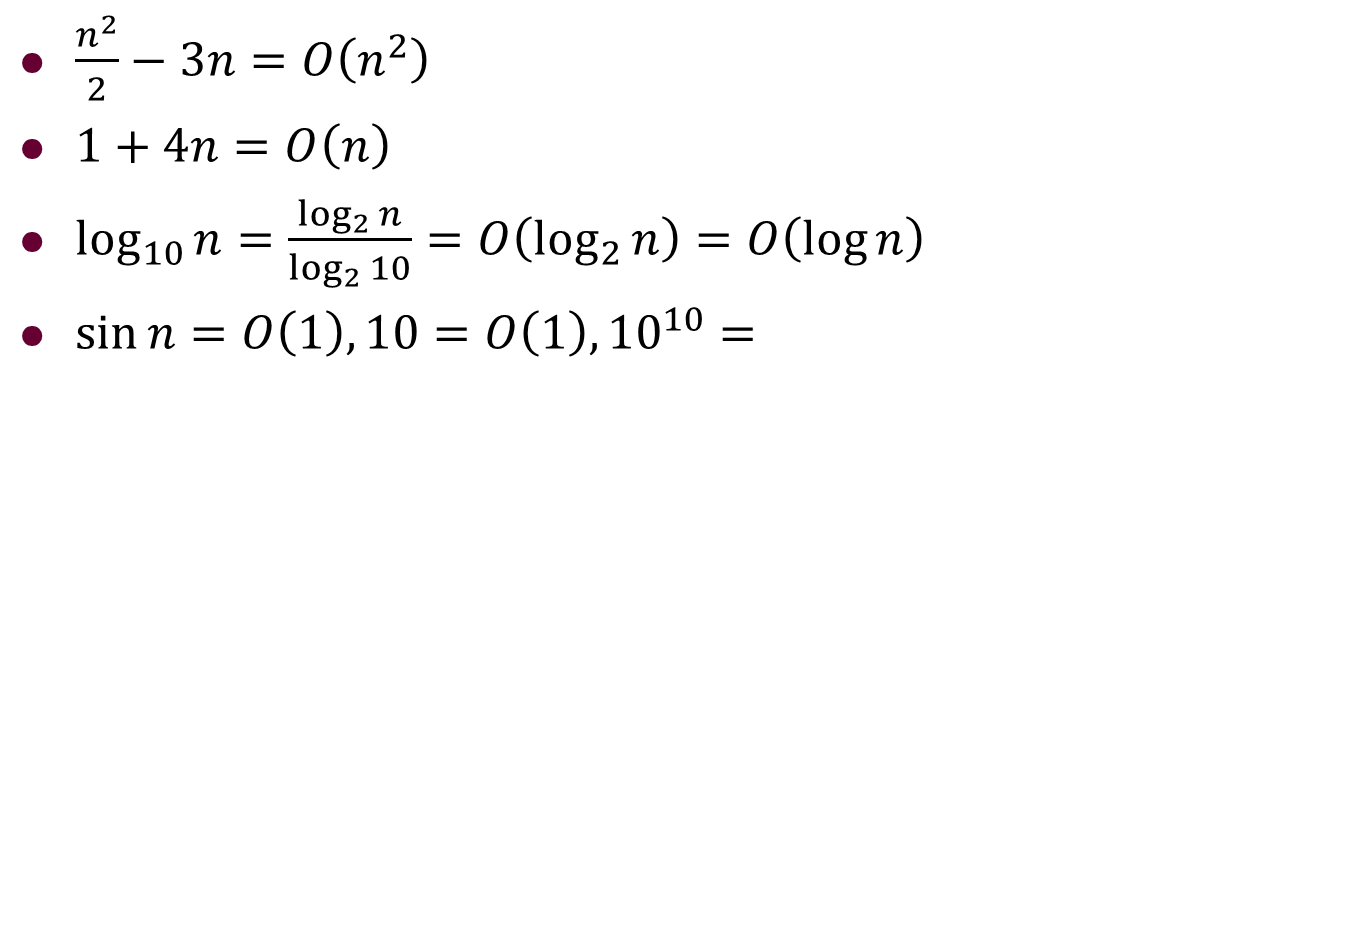 • n²/2 − 3n = O(n²)
• 1 + 4n = O(n)
• log₁₀ n = log₂ n / log₂ 10 = O(log₂ n) = O(log n)
• sin n = O(1), 10 = O(1), 10¹⁰ =